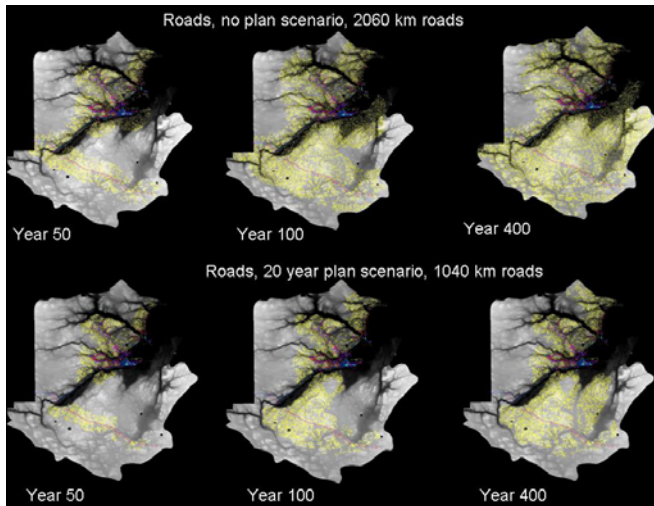 Roads, no plan scenario, 2060 km roads
Year 50
Year 100
Year 400
Roads, 20 year plan scenario, 1040 km roads
Year 50
Year 100
Year 400